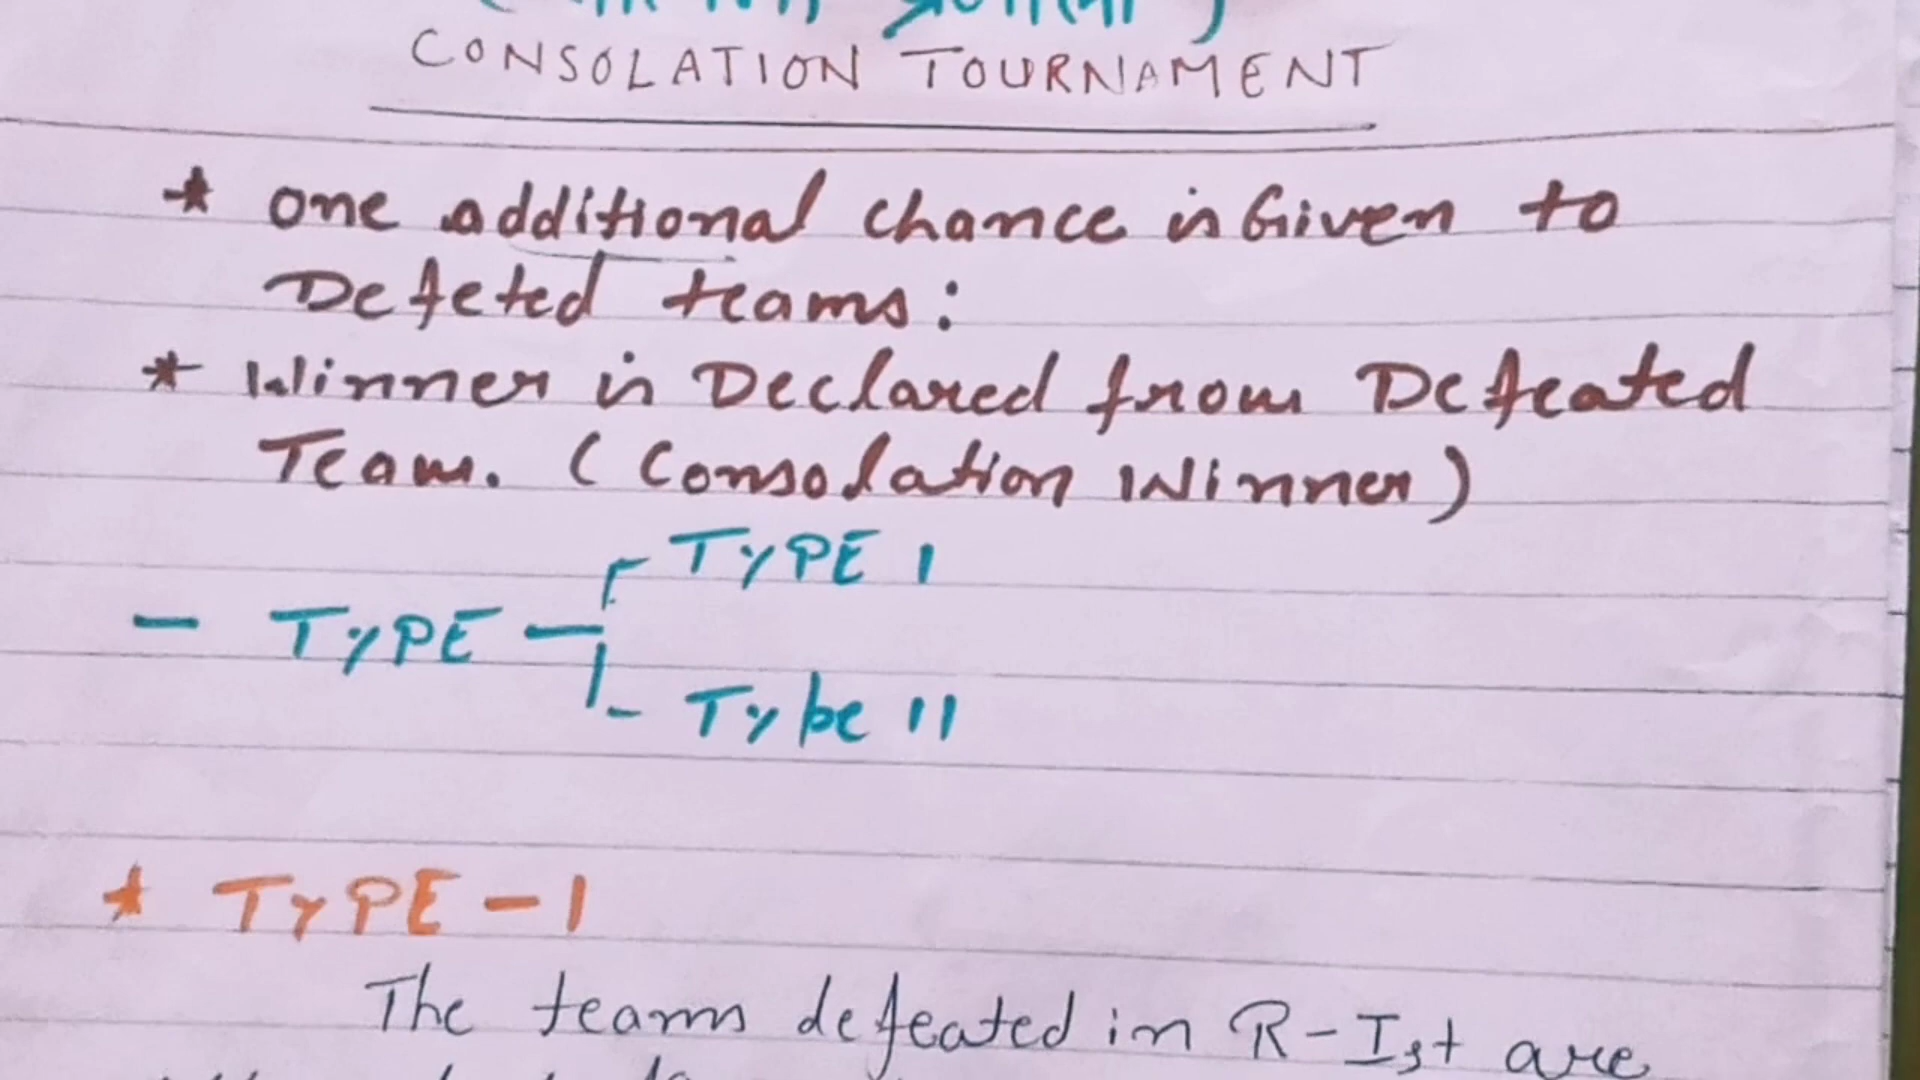 CONSOLATION TOURNAMENT
* one additional chance is Given to
Defeted teams:
* Winner is Declared from Defeated
Team. (Consolation Winner)
TYPE I
- TYPE
Type II
* TYPE-1
The teams defeated in R-Ist are